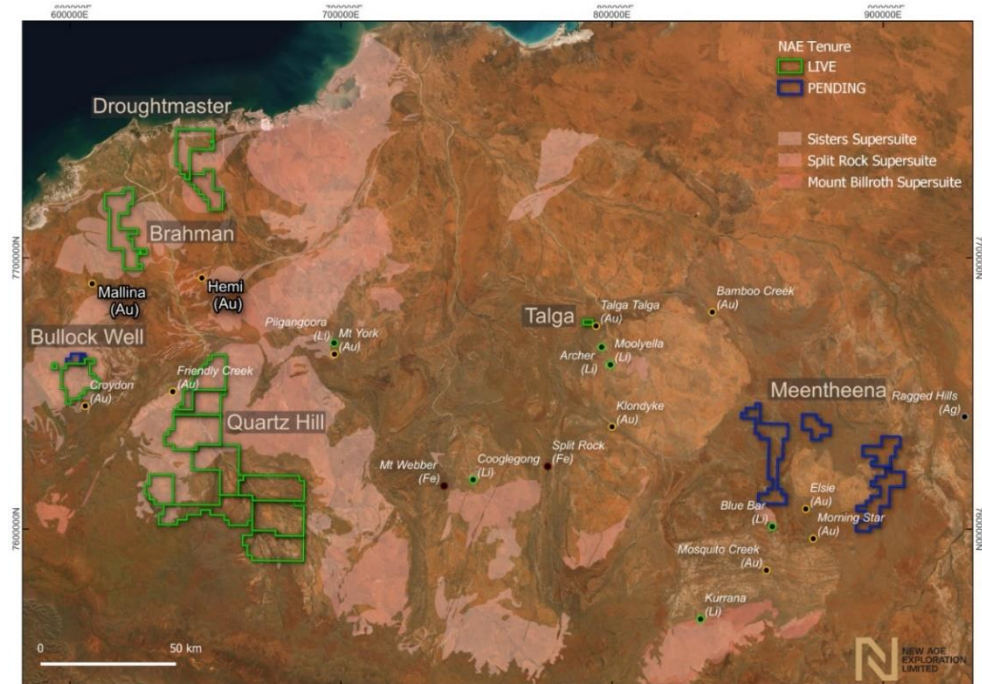 600000E
700000E
800000E
900000E
NAE Tenure
LIVE
PENDING
Sisters Supersuite
Split Rock Supersuite
Mount Billroth Supersuite
Droughtmaster
Brahman
7700000N
7700000N
Mallina
(Au)
Hemi
(Au)
Bullock Well
Croydon
(Au)
Friendly Creek
(Au)
Pilgangoora
(Li)
Mt York
(Au)
Quartz Hill
Talga
Talga Talga
(Au)
Bamboo Creek
(Au)
Archer
(Li)
Moolyella
(Li)
Klondyke
(Au)
Meentheena
Ragged Hills
(Ag)
Mt Webber
(Fe)
Cooglegong
(Li)
Split Rock
(Fe)
Elsie
(Au)
Blue Bar
(Li)
Morning Star
(Au)
7600000N
7600000N
Mosquito Creek
(Au)
Kurrana
(Li)
0
50 km
NEW AGE
EXPLORATION
LIMITED